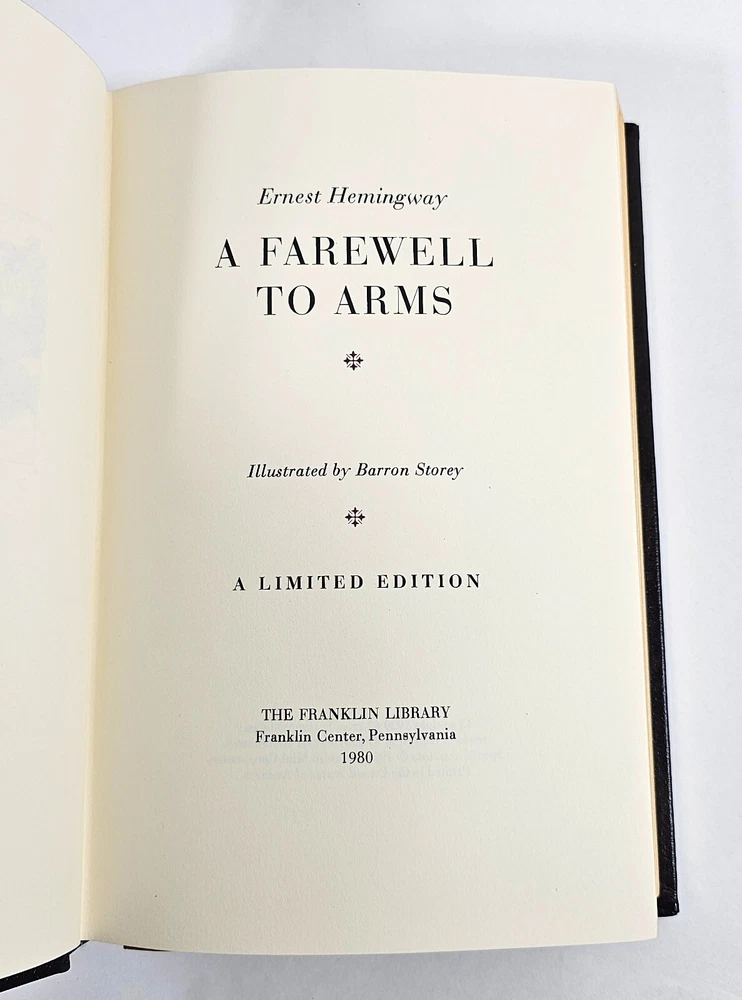 Ernest Hemingway
A FAREWELL
TO ARMS
Illustrated by Barron Storey
A LIMITED EDITION
THE FRANKLIN LIBRARY
Franklin Center, Pennsylvania
1980